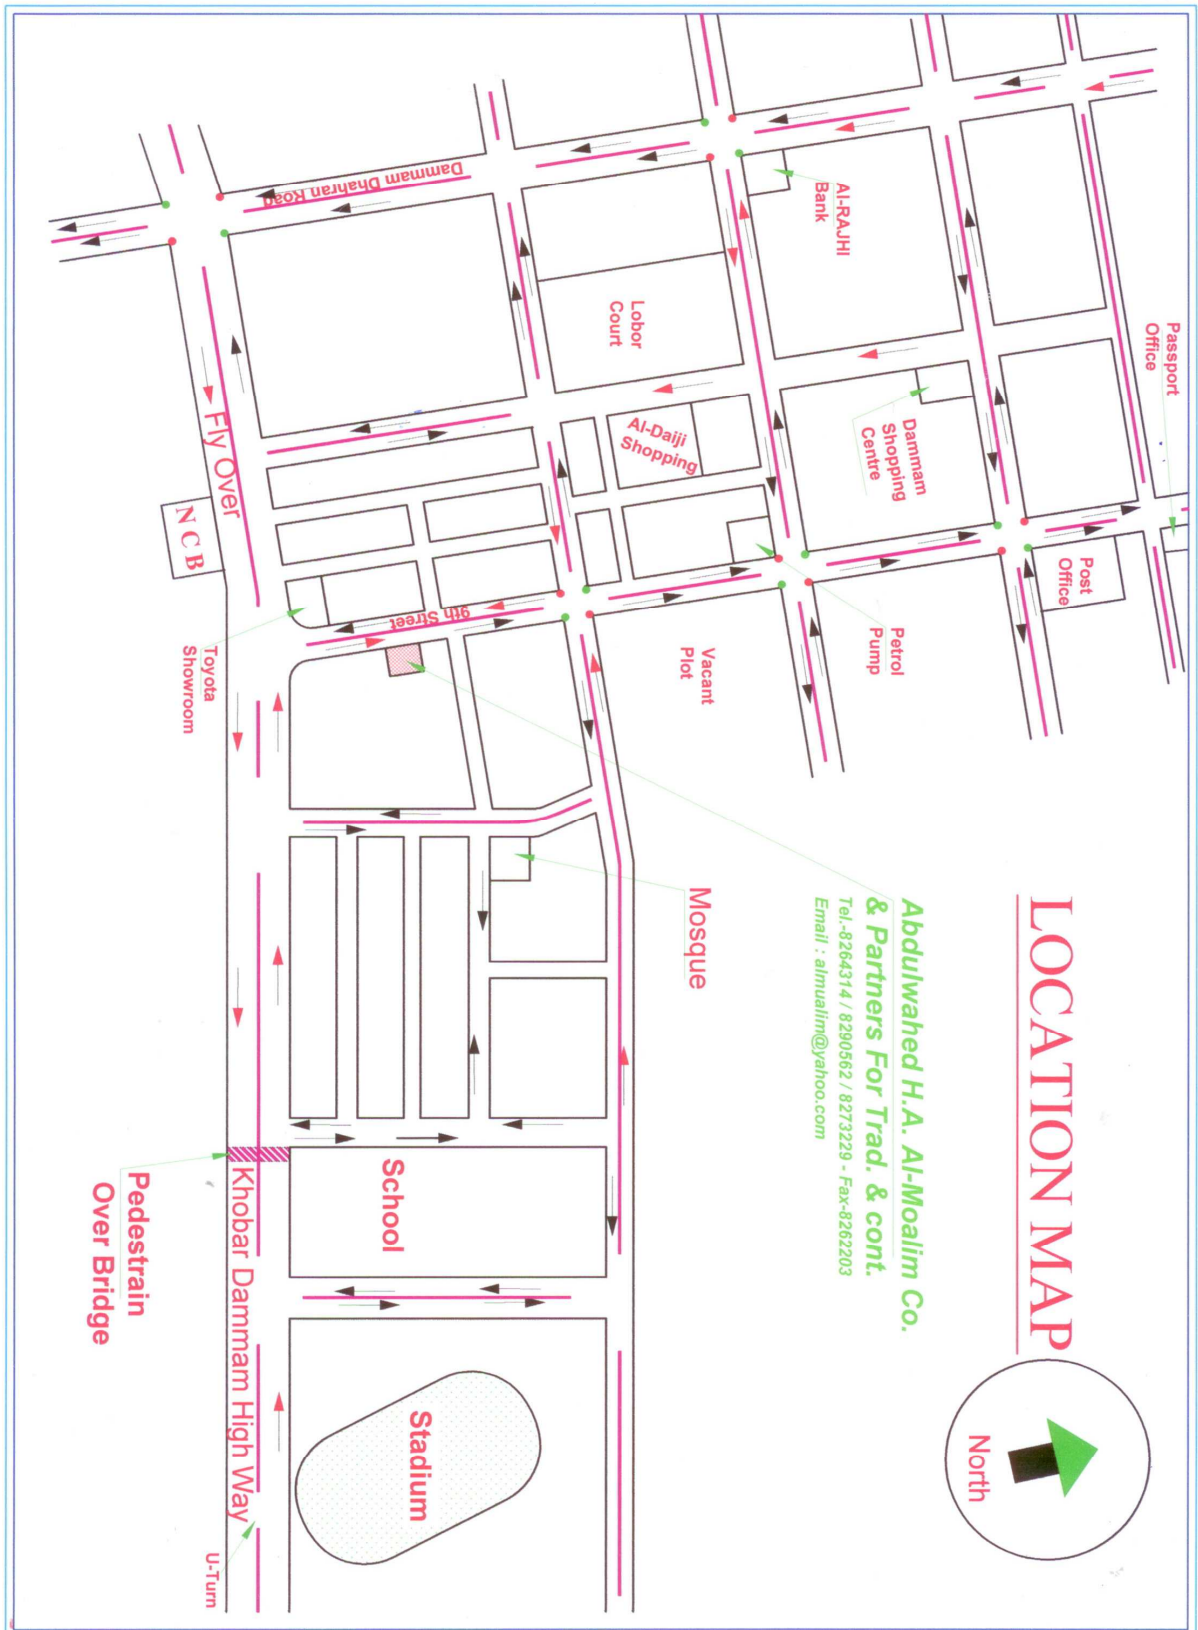 LOCATION MAP
North
Abdulwahed H.A. Al-Moalim Co.
& Partners For Trad. & cont.
Tel.-8264314 / 8290562 / 8273229 - Fax-8262203
Email : almualim@yahoo.com
Passport
Office
Al-RAJHI
Bank
Dammam
Shopping
Centre
Post
Office
Lobor
Court
Al-Daiji
Shopping
Petrol
Pump
Vacant
Plot
Dammam Dhahran Road
Fly Over
N C B
9th Street
Toyota
Showroom
Mosque
School
Stadium
Khobar Dammam High Way
Pedestrain
Over Bridge
U-Turn